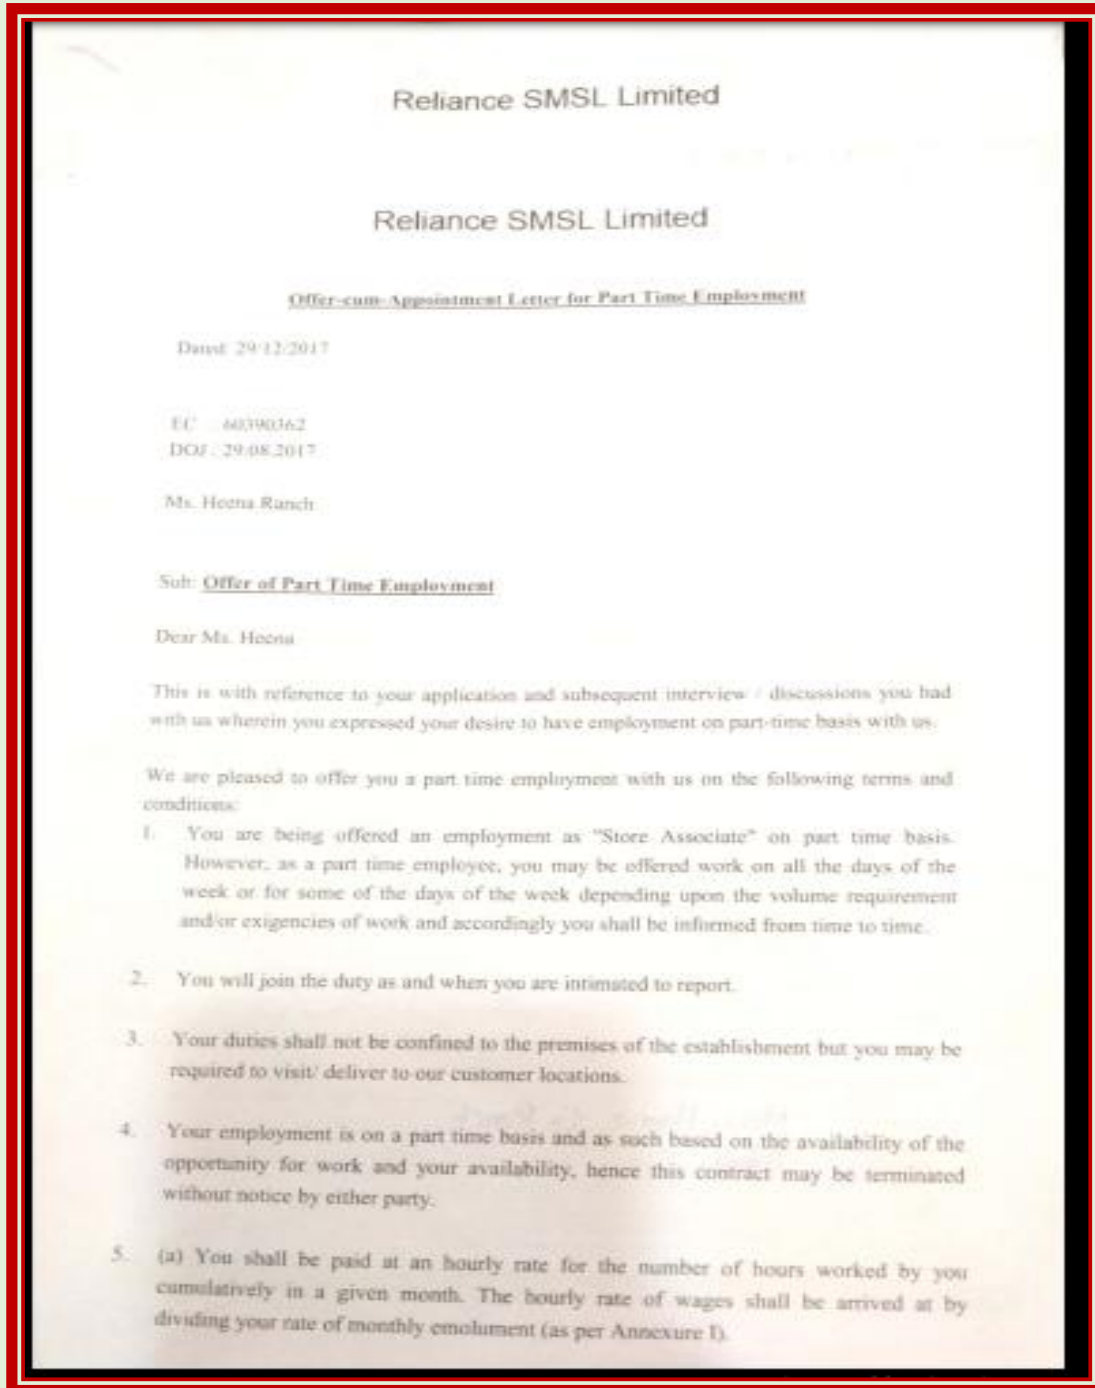 Reliance SMSL Limited
Reliance SMSL Limited
Offer-cum-Appointment Letter for Part Time Employment
Dated: 29/12/2017
EC : 60390362
DOJ : 29.08.2017
Ms. Heena Ranch
Sub: Offer of Part Time Employment
Dear Ms. Heena
This is with reference to your application and subsequent interview / discussions you had
with us wherein you expressed your desire to have employment on part-time basis with us.
We are pleased to offer you a part time employment with us on the following terms and
conditions:
1. You are being offered an employment as "Store Associate" on part time basis.
However, as a part time employee, you may be offered work on all the days of the
week or for some of the days of the week depending upon the volume requirement
and/or exigencies of work and accordingly you shall be informed from time to time.
2. You will join the duty as and when you are intimated to report.
3. Your duties shall not be confined to the premises of the establishment but you may be
required to visit/ deliver to our customer locations.
4. Your employment is on a part time basis and as such based on the availability of the
opportunity for work and your availability, hence this contract may be terminated
without notice by either party.
5. (a) You shall be paid at an hourly rate for the number of hours worked by you
cumulatively in a given month. The hourly rate of wages shall be arrived at by
dividing your rate of monthly emolument (as per Annexure I).